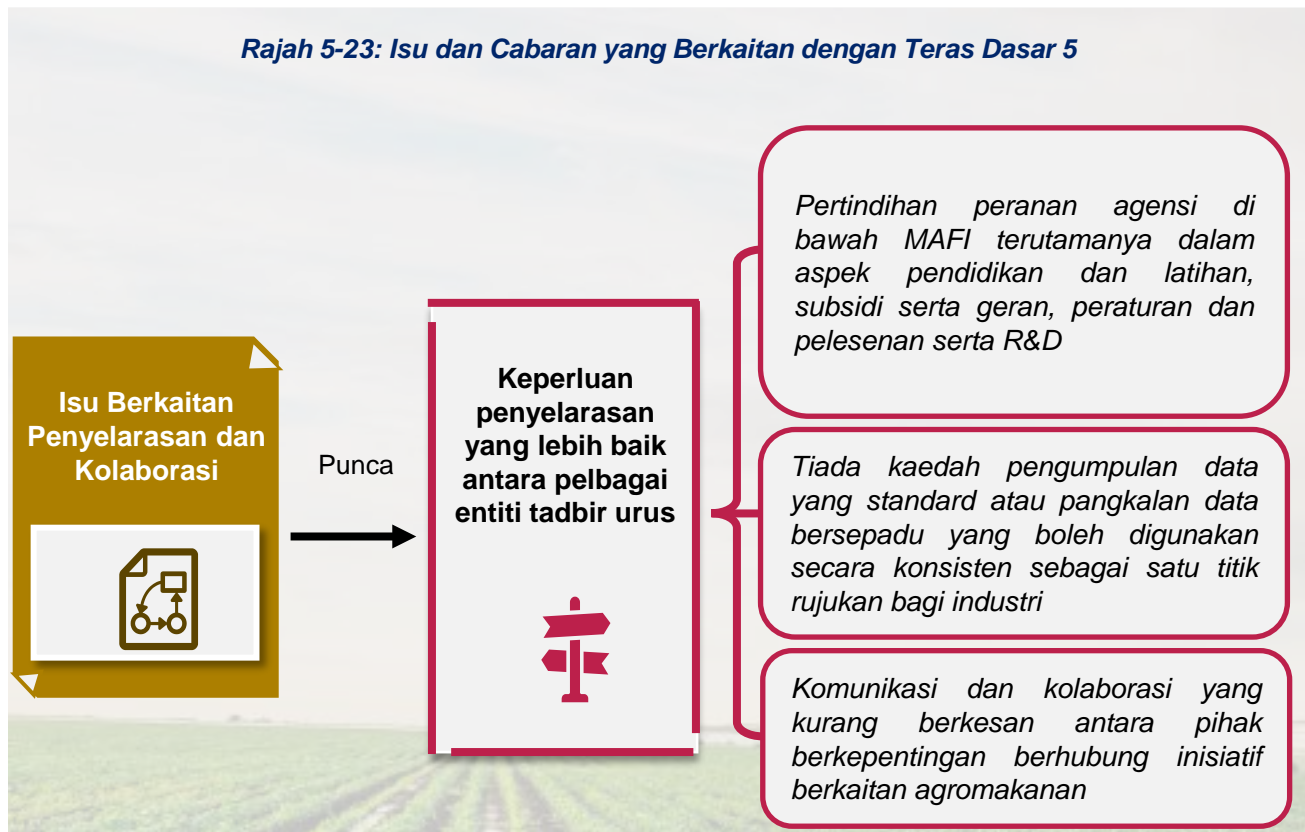 Rajah 5-23: Isu dan Cabaran yang Berkaitan dengan Teras Dasar 5
Isu Berkaitan
Penyelarasan dan
Kolaborasi
Punca
Keperluan
penyelarasan
yang lebih baik
antara pelbagai
entiti tadbir urus
Pertindihan peranan agensi di
bawah MAFI terutamanya dalam
aspek pendidikan dan latihan,
subsidi serta geran, peraturan dan
pelesenan serta R&D
Tiada kaedah pengumpulan data
yang standard atau pangkalan data
bersepadu yang boleh digunakan
secara konsisten sebagai satu titik
rujukan bagi industri
Komunikasi dan kolaborasi yang
kurang berkesan antara pihak
berkepentingan berhubung inisiatif
berkaitan agromakanan